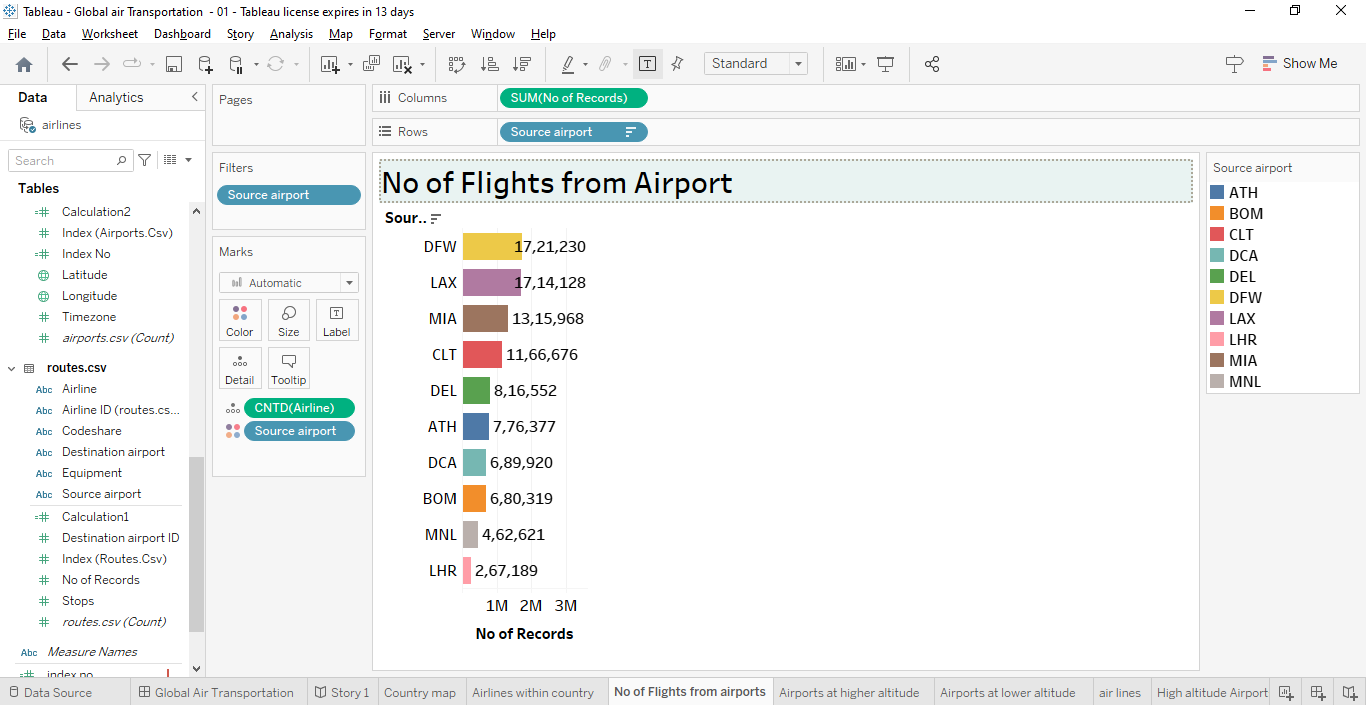 Tableau - Global air Transportation - 01 - Tableau license expires in 13 days
File Data Worksheet Dashboard Story Analysis Map Format Server Window Help
Standard
Show Me
Data Analytics
airlines
Search
Tables
Calculation2
Index (Airports.Csv)
Index No
Latitude
Longitude
Timezone
airports.csv (Count)
routes.csv
Abc Airline
Abc Airline ID (routes.cs...
Abc Codeshare
Abc Destination airport
Abc Equipment
Abc Source airport
Calculation1
Destination airport ID
Index (Routes.Csv)
No of Records
Stops
routes.csv (Count)
Abc Measure Names
index no
Pages
Filters
Source airport
Marks
Automatic
Color Size Label
Detail Tooltip
CNTD(Airline)
Source airport
Columns SUM(No of Records)
Rows Source airport
No of Flights from Airport
Sour..
DFW 17,21,230
LAX 17,14,128
MIA 13,15,968
CLT 11,66,676
DEL 8,16,552
ATH 7,76,377
DCA 6,89,920
BOM 6,80,319
MNL 4,62,621
LHR 2,67,189
1M 2M 3M
No of Records
Source airport
ATH
BOM
CLT
DCA
DEL
DFW
LAX
LHR
MIA
MNL
Data Source Global Air Transportation Story 1 Country map Airlines within country No of Flights from airports Airports at higher altitude Airports at lower altitude air lines High altitude Airport